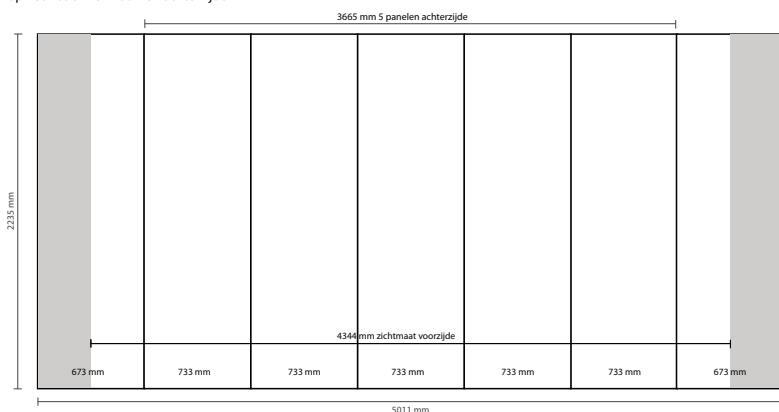 3665 mm 5 panelen achterzijde
2235 mm
4344 mm zichtmaat voorzijde
673 mm 733 mm 733 mm 733 mm 733 mm 733 mm 673 mm
5011 mm